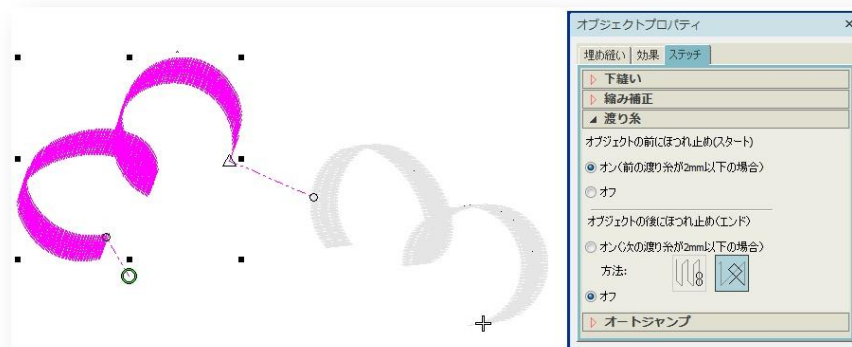 オブジェクトプロパティ
埋め縫い 効果 ステッチ
下縫い
縮み補正
渡り糸
オブジェクトの前にほつれ止め(スタート)
オン(前の渡り糸が2mm以下の場合)
オフ
オブジェクトの後にほつれ止め(エンド)
オン(次の渡り糸が2mm以下の場合)
方法:
オフ
オートジャンプ